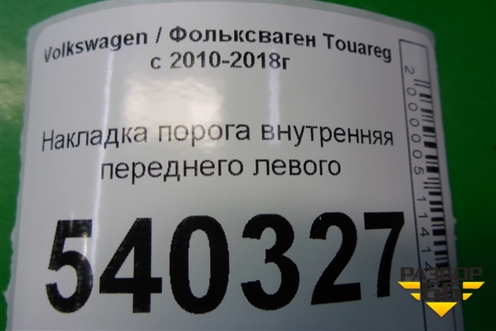 Volkswagen / Фольксваген Touareg
с 2010-2018г
Накладка порога внутренняя
переднего левого
540327